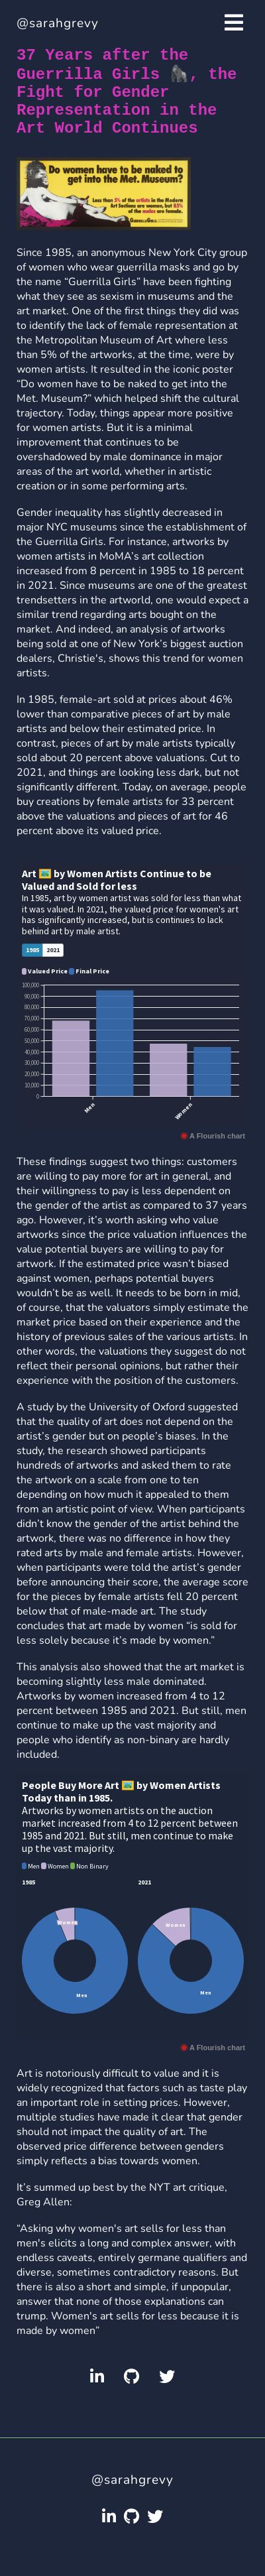 @sarahgrevy
37 Years after the
Guerrilla Girls 🦍, the
Fight for Gender
Representation in the
Art World Continues
Do women have to be naked to
get into the Met. Museum?
Less than 5% of the artists in the Modern
Art Sections are women, but 85%
of the nudes are female.
Since 1985, an anonymous New York City group
of women who wear guerrilla masks and go by
the name “Guerrilla Girls” have been fighting
what they see as sexism in museums and the
art market. One of the first things they did was
to identify the lack of female representation at
the Metropolitan Museum of Art where less
than 5% of the artworks, at the time, were by
women artists. It resulted in the iconic poster
“Do women have to be naked to get into the
Met. Museum?” which helped shift the cultural
trajectory. Today, things appear more positive
for women artists. But it is a minimal
improvement that continues to be
overshadowed by male dominance in major
areas of the art world, whether in artistic
creation or in some performing arts.
Gender inequality has slightly decreased in
major NYC museums since the establishment of
the Guerrilla Girls. For instance, artworks by
women artists in MoMA’s art collection
increased from 8 percent in 1985 to 18 percent
in 2021. Since museums are one of the greatest
trendsetters in the artworld, one would expect a
similar trend regarding arts bought on the
market. And indeed, an analysis of artworks
being sold at one of New York’s biggest auction
dealers, Christie's, shows this trend for women
artists.
In 1985, female-art sold at prices about 46%
lower than comparative pieces of art by male
artists and below their estimated price. In
contrast, pieces of art by male artists typically
sold about 20 percent above valuations. Cut to
2021, and things are looking less dark, but not
significantly different. Today, on average, people
buy creations by female artists for 33 percent
above the valuations and pieces of art for 46
percent above its valued price.
Art 🖼️ by Women Artists Continue to be
Valued and Sold for less
In 1985, art by women artist was sold for less than what
it was valued. In 2021, the valued price for women's art
has significantly increased, but is continues to lack
behind art by male artist.
1985 2021
Valued Price Final Price
100,000
90,000
80,000
70,000
60,000
50,000
40,000
30,000
20,000
10,000
0
Men
Women
A Flourish chart
These findings suggest two things: customers
are willing to pay more for art in general, and
their willingness to pay is less dependent on
the gender of the artist as compared to 37 years
ago. However, it’s worth asking who value
artworks since the price valuation influences the
value potential buyers are willing to pay for
artwork. If the estimated price wasn’t biased
against women, perhaps potential buyers
wouldn’t be as well. It needs to be born in mid,
of course, that the valuators simply estimate the
market price based on their experience and the
history of previous sales of the various artists. In
other words, the valuations they suggest do not
reflect their personal opinions, but rather their
experience with the position of the customers.
A study by the University of Oxford suggested
that the quality of art does not depend on the
artist’s gender but on people’s biases. In the
study, the research showed participants
hundreds of artworks and asked them to rate
the artwork on a scale from one to ten
depending on how much it appealed to them
from an artistic point of view. When participants
didn’t know the gender of the artist behind the
artwork, there was no difference in how they
rated arts by male and female artists. However,
when participants were told the artist’s gender
before announcing their score, the average score
for the pieces by female artists fell 20 percent
below that of male-made art. The study
concludes that art made by women “is sold for
less solely because it’s made by women.”
This analysis also showed that the art market is
becoming slightly less male dominated.
Artworks by women increased from 4 to 12
percent between 1985 and 2021. But still, men
continue to make up the vast majority and
people who identify as non-binary are hardly
included.
People Buy More Art 🖼️ by Women Artists
Today than in 1985.
Artworks by women artists on the auction
market increased from 4 to 12 percent between
1985 and 2021. But still, men continue to make
up the vast majority.
Men Women Non Binary
1985
2021
Women
Men
Women
Men
A Flourish chart
Art is notoriously difficult to value and it is
widely recognized that factors such as taste play
an important role in setting prices. However,
multiple studies have made it clear that gender
should not impact the quality of art. The
observed price difference between genders
simply reflects a bias towards women.
It’s summed up best by the NYT art critique,
Greg Allen:
“Asking why women's art sells for less than
men's elicits a long and complex answer, with
endless caveats, entirely germane qualifiers and
diverse, sometimes contradictory reasons. But
there is also a short and simple, if unpopular,
answer that none of those explanations can
trump. Women's art sells for less because it is
made by women”
@sarahgrevy